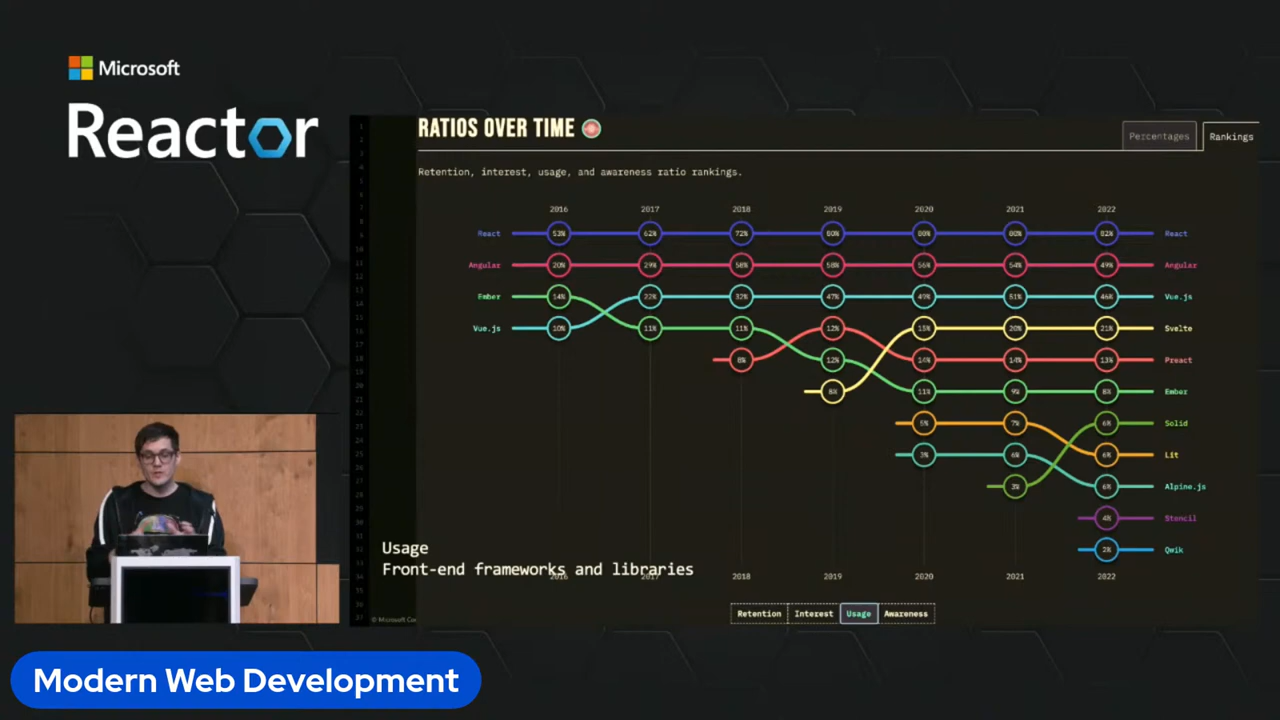 Microsoft
Reactor
RATIOS OVER TIME
Percentages
Rankings
Retention, interest, usage, and awareness ratio rankings.
2016 2017 2018 2019 2020 2021 2022
React 53% 62% 72% 80% 80% 80% 82% React
Angular 20% 29% 58% 58% 56% 54% 49% Angular
Ember 14% 22% 32% 47% 49% 51% 46% Vue.js
Vue.js 10% 11% 11% 12% 15% 20% 21% Svelte
8% 12% 14% 14% 13% Preact
8% 11% 9% 8% Ember
5% 7% 6% Solid
3% 6% 6% Lit
3% 6% Alpine.js
4% Stencil
2% Qwik
Usage
Front-end frameworks and libraries
2016 2017 2018 2019 2020 2021 2022
Retention Interest Usage Awareness
© Microsoft
Modern Web Development